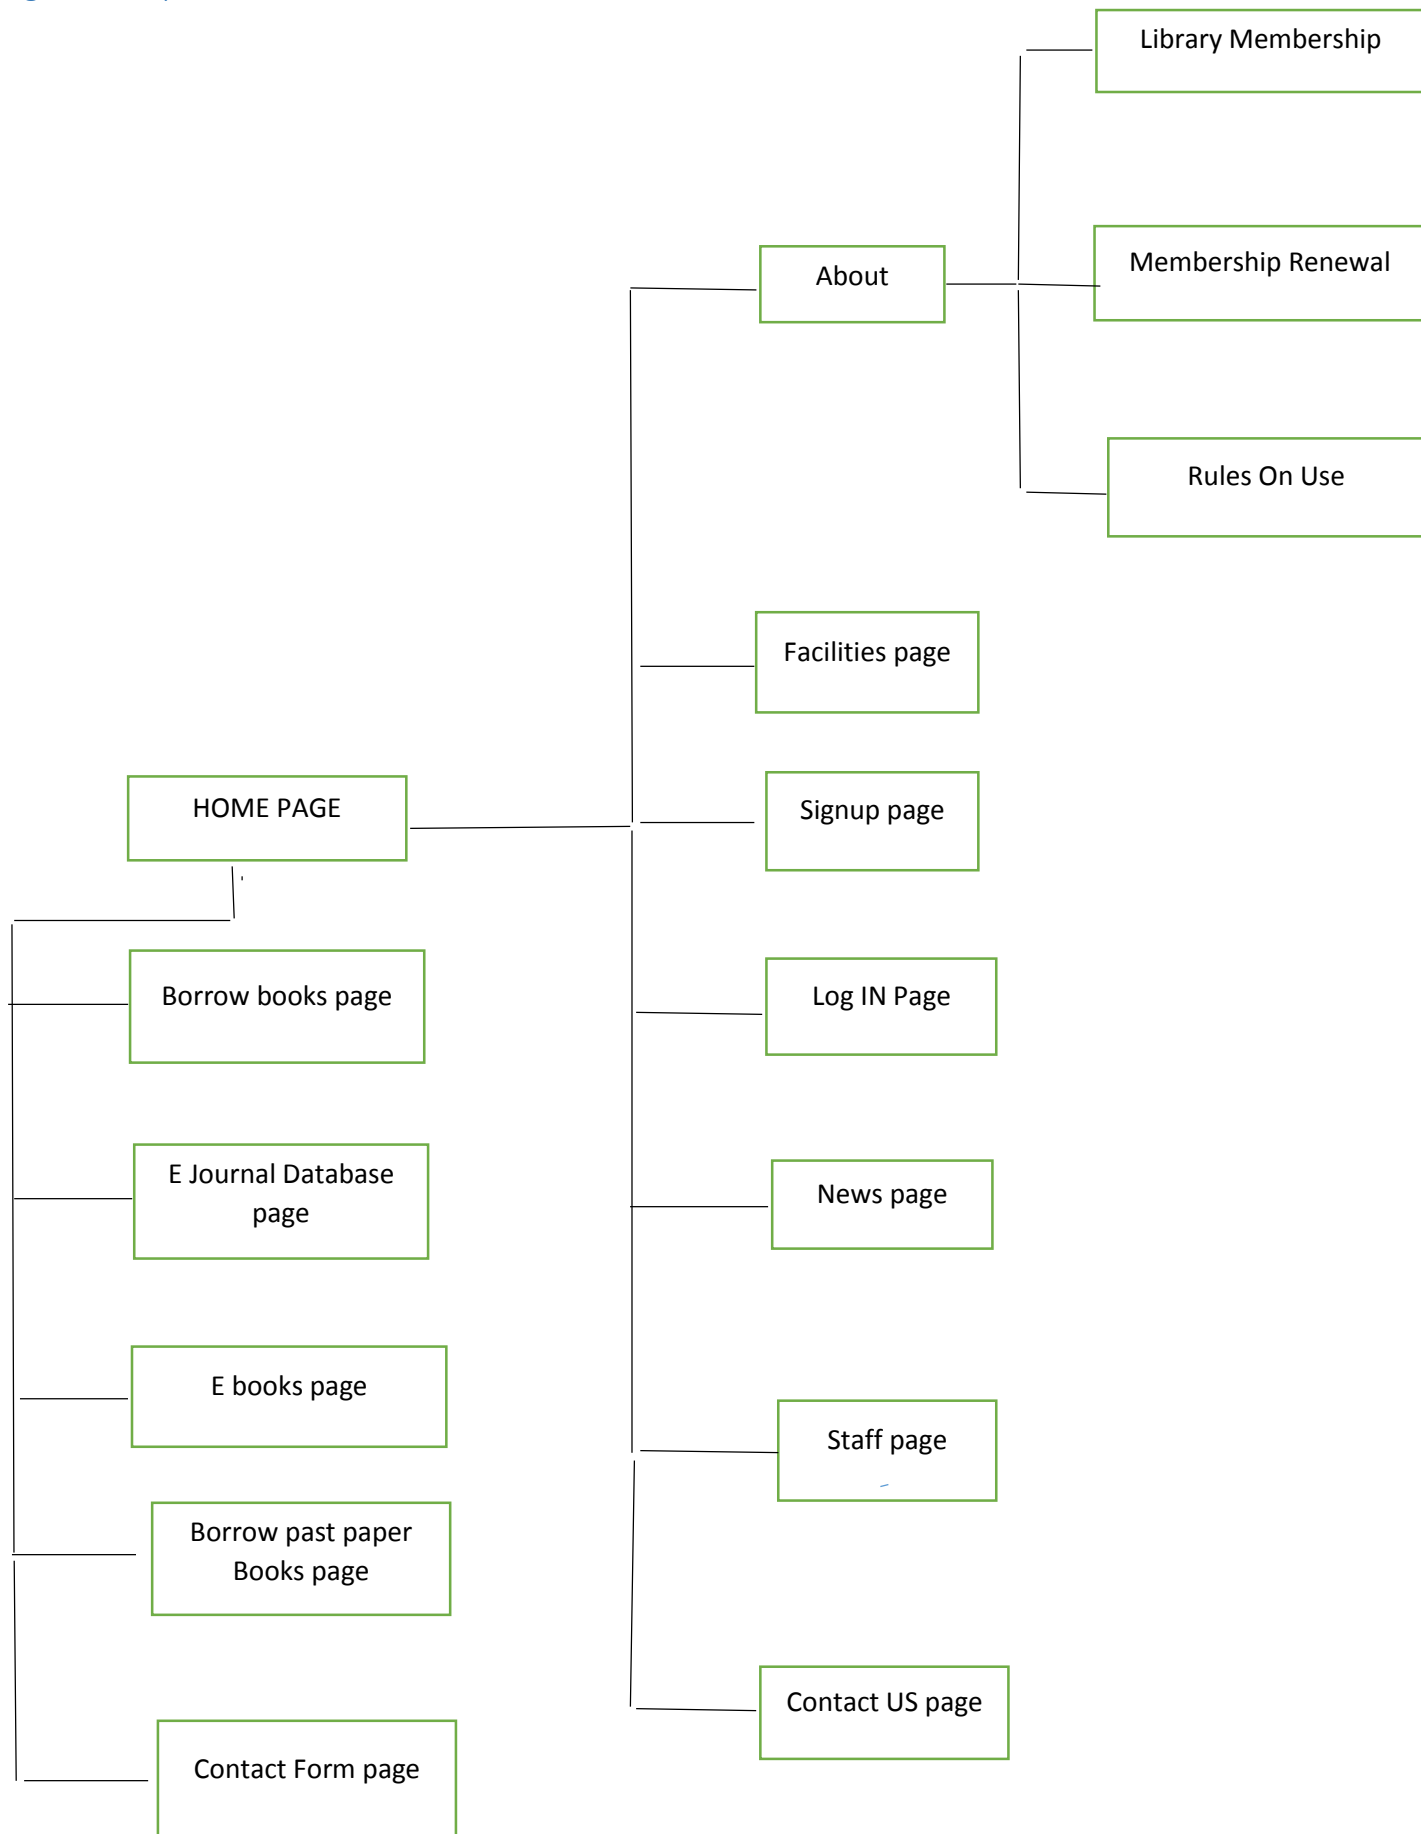 Library Membership
About
Membership Renewal
Rules On Use
Facilities page
HOME PAGE
Signup page
Borrow books page
Log IN Page
E Journal Database
page
News page
E books page
Staff page
Borrow past paper
Books page
Contact US page
Contact Form page